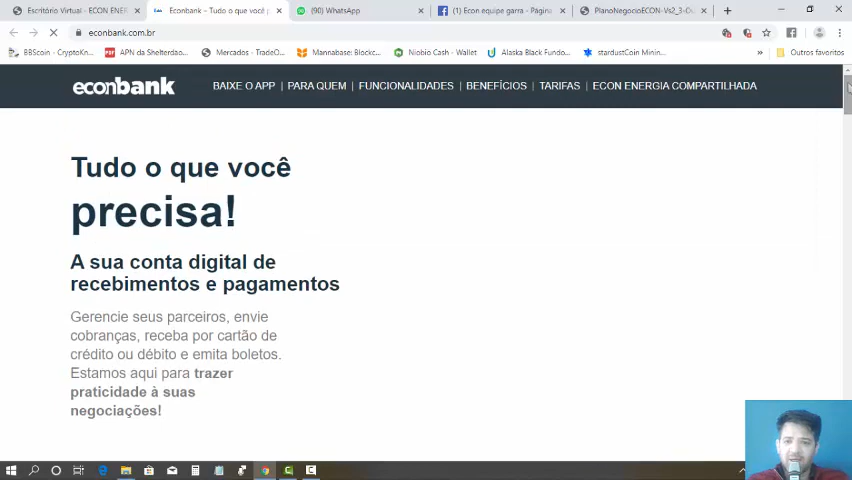 Escritório Virtual - ECON ENER
Econbank – Tudo o que você p
(90) WhatsApp
(1) Econ equipe garra - Página
PlanoNegocioECON-Vs2_3-Ou
econbank.com.br
BBScoin - CryptoKn...
APN da Shelterdao...
Mercados - TradeO...
Mannabase: Blockc...
Niobio Cash - Wallet
Alaska Black Fundo...
stardustCoin Minin...
Outros favoritos
econbank
BAIXE O APP | PARA QUEM | FUNCIONALIDADES | BENEFÍCIOS | TARIFAS | ECON ENERGIA COMPARTILHADA
Tudo o que você
precisa!
A sua conta digital de
recebimentos e pagamentos
Gerencie seus parceiros, envie
cobranças, receba por cartão de
crédito ou débito e emita boletos.
Estamos aqui para trazer
praticidade à suas
negociações!